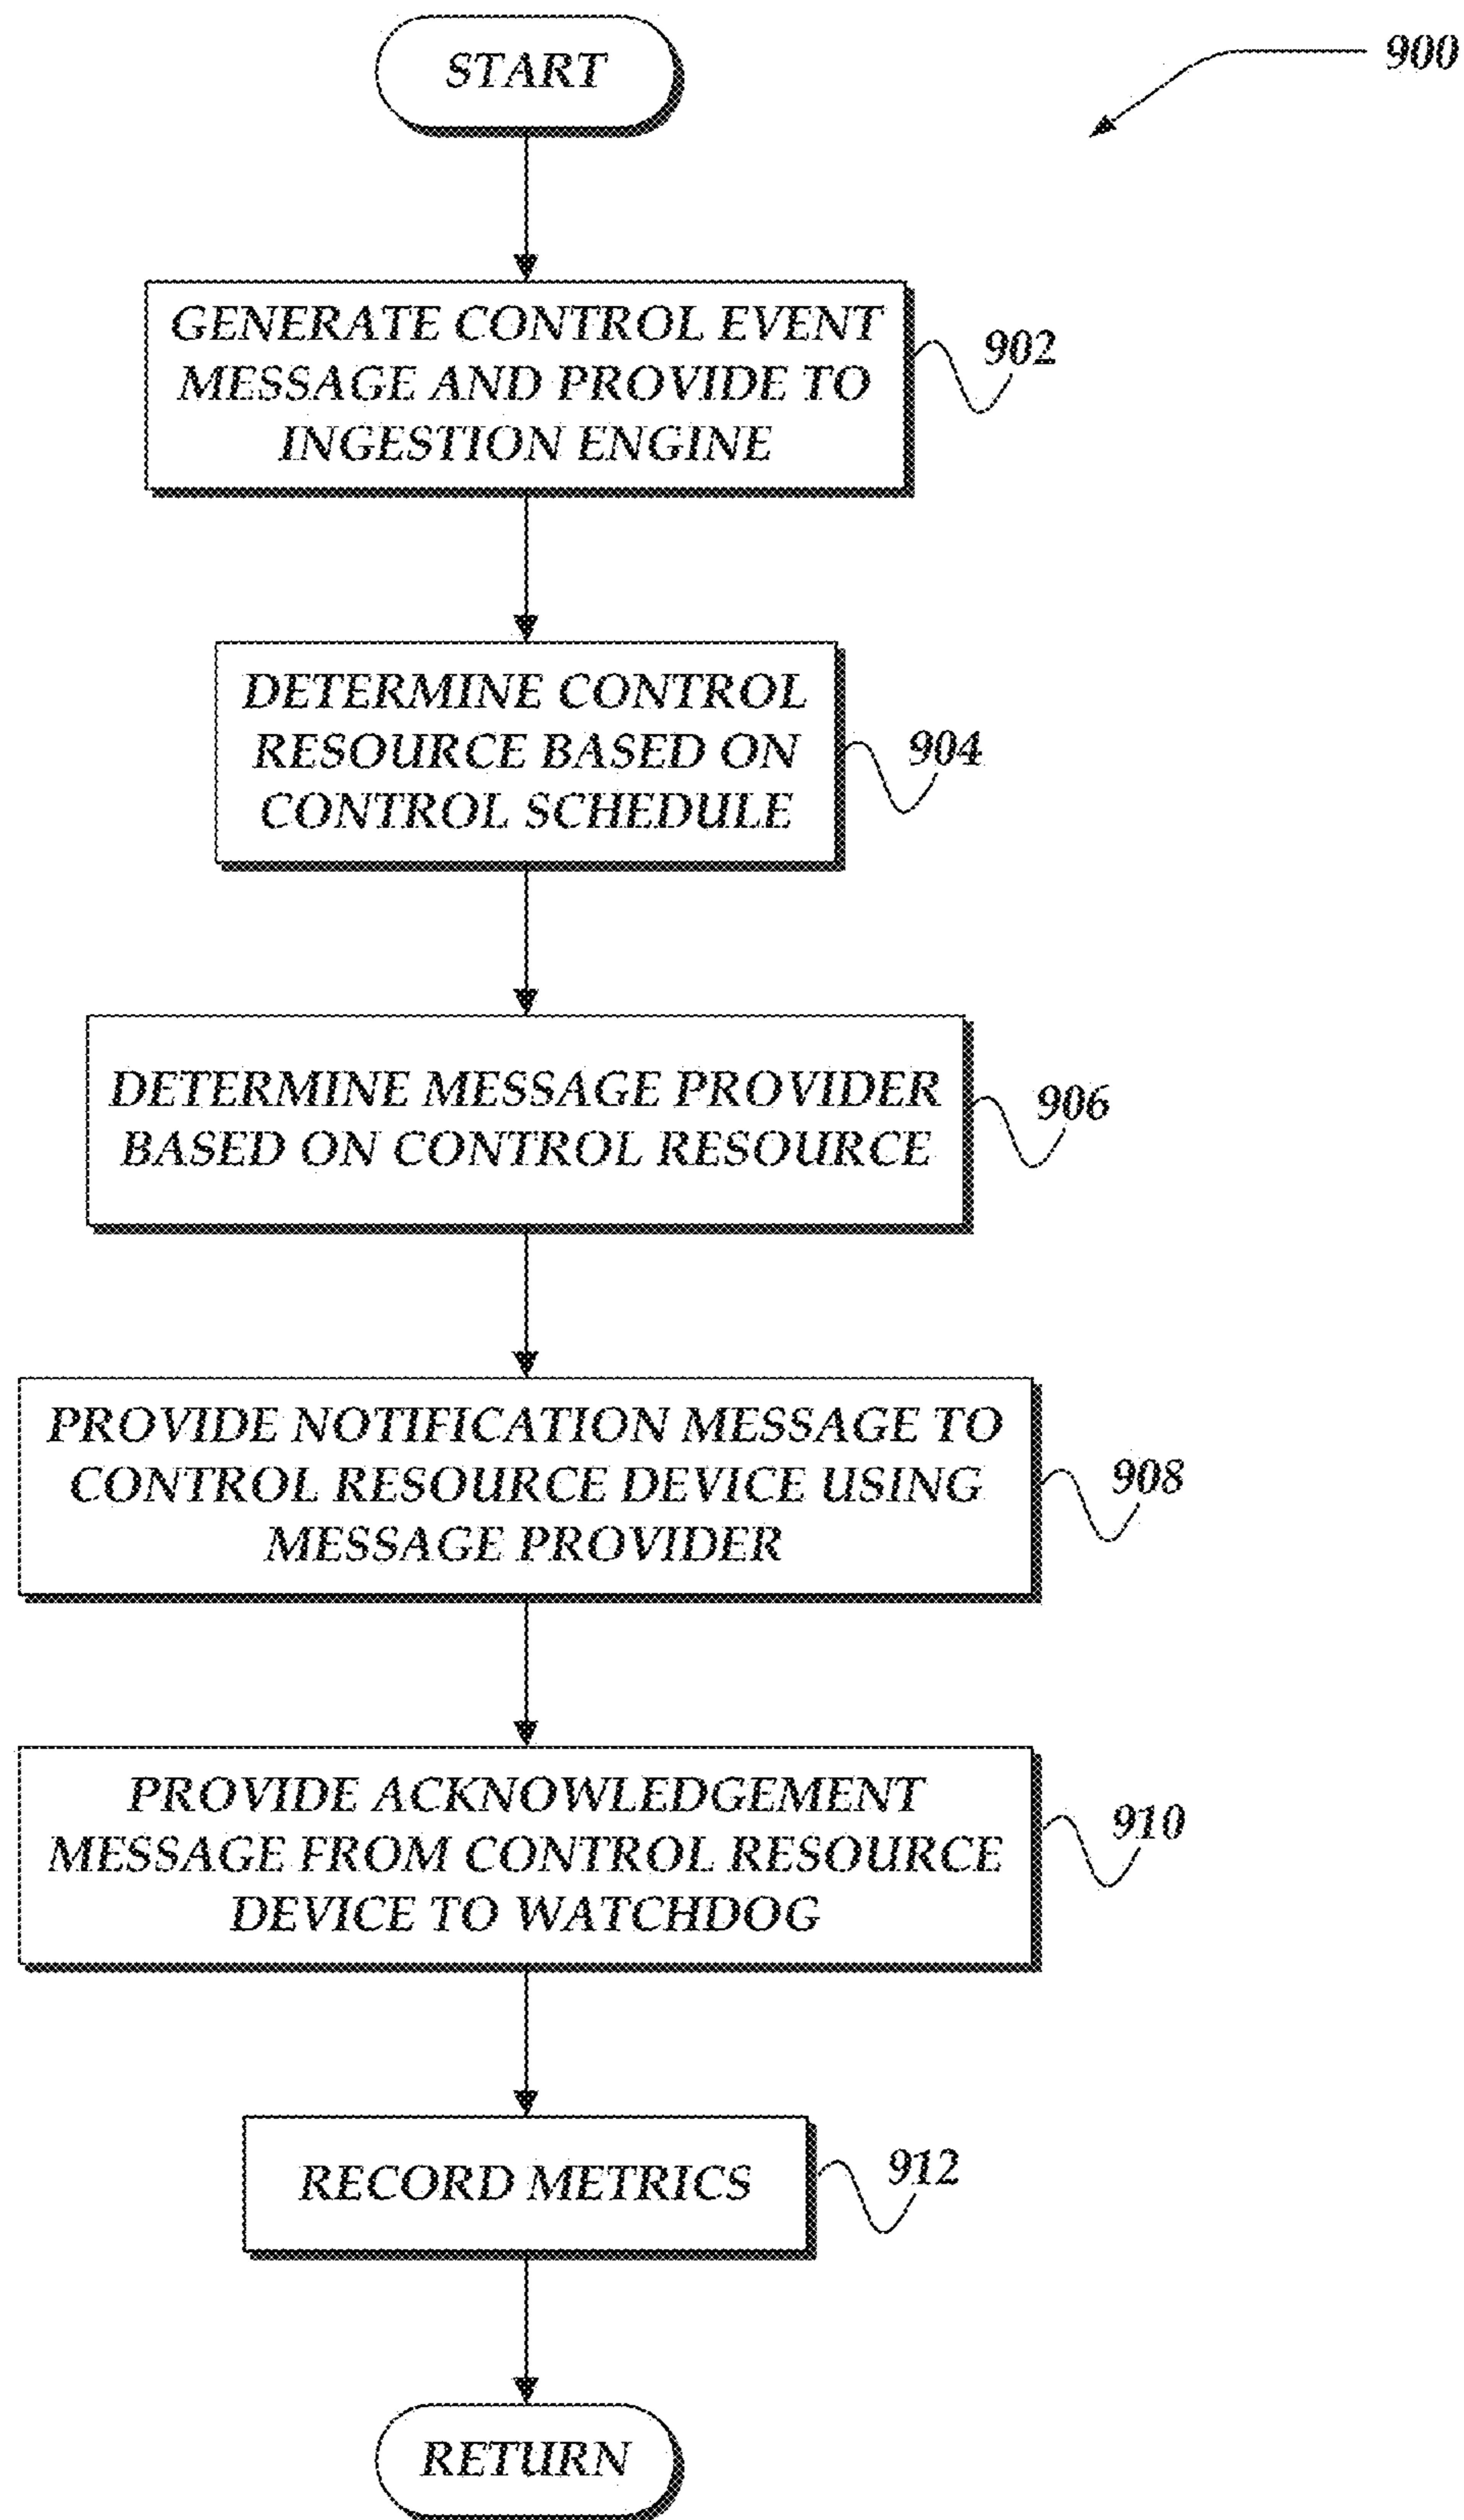 START
900
GENERATE CONTROL EVENT
MESSAGE AND PROVIDE TO
INGESTION ENGINE
902
DETERMINE CONTROL
RESOURCE BASED ON
CONTROL SCHEDULE
904
DETERMINE MESSAGE PROVIDER
BASED ON CONTROL RESOURCE
906
PROVIDE NOTIFICATION MESSAGE TO
CONTROL RESOURCE DEVICE USING
MESSAGE PROVIDER
908
PROVIDE ACKNOWLEDGEMENT
MESSAGE FROM CONTROL RESOURCE
DEVICE TO WATCHDOG
910
RECORD METRICS
912
RETURN